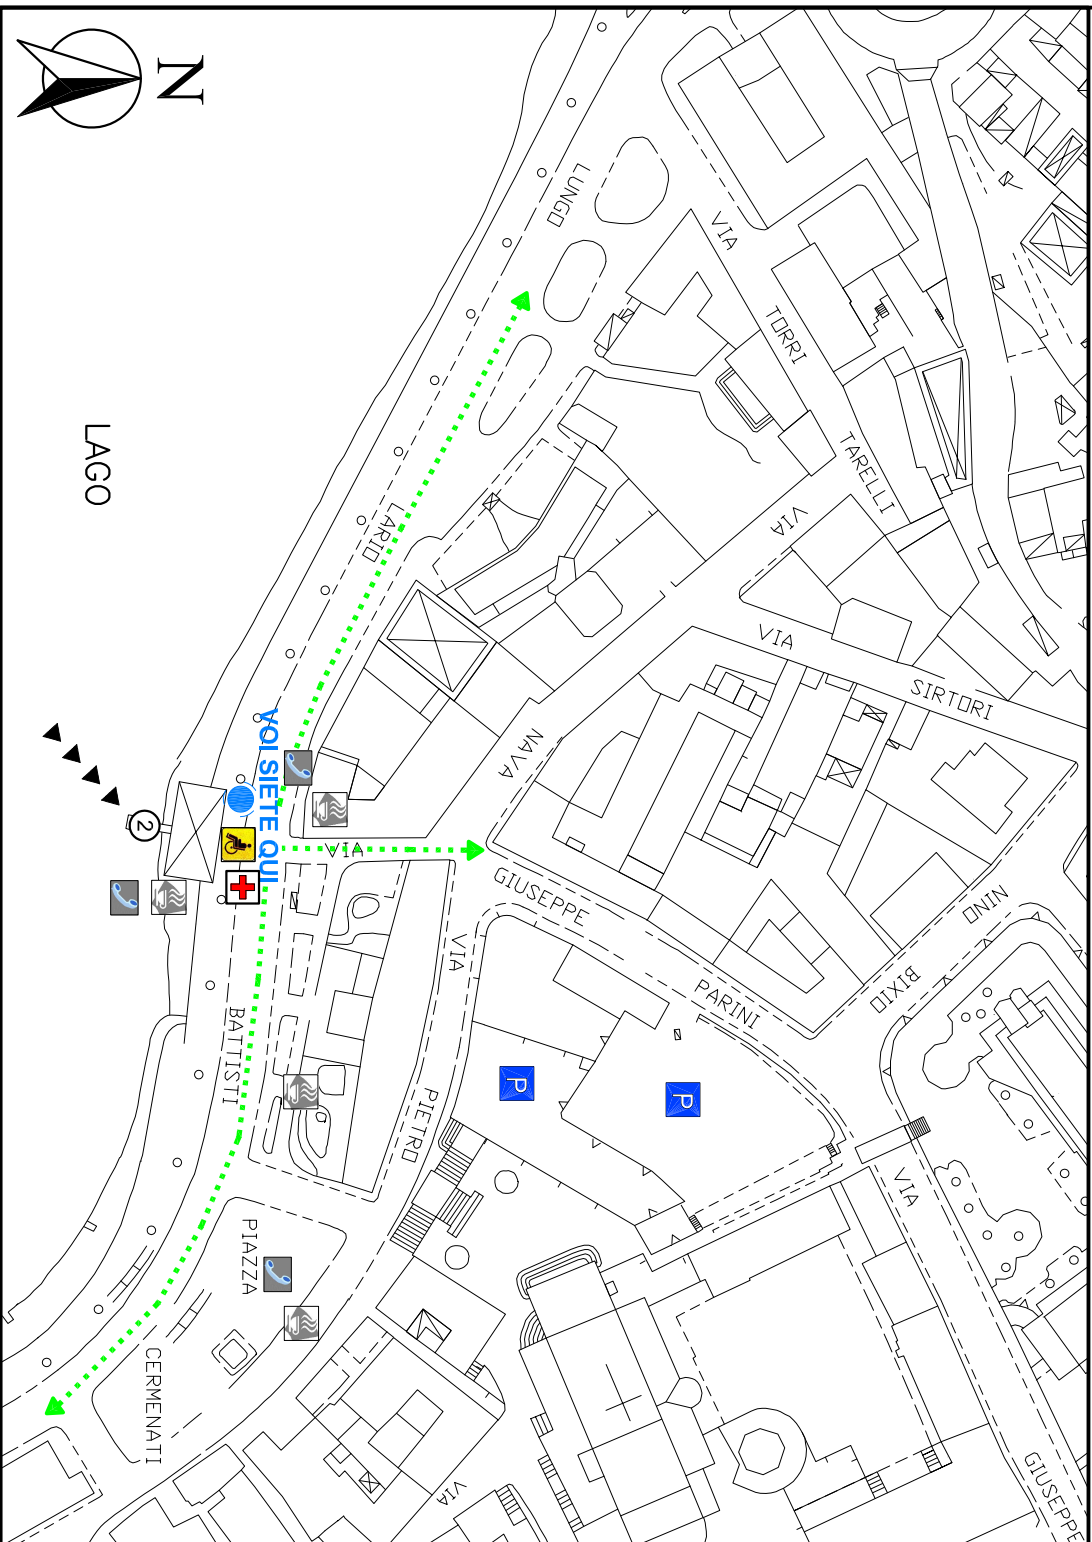 N
LUNGO
LARIO
BATTISTI
LAGO
VIA
TORRI
TARELLI
VIA
NAVA
VIA
SIRTORI
VOI SIETE QUI
2
VIA
GIUSEPPE
PARINI
NINO
BIXIO
VIA
PIETRO
P
P
VIA
GIUSEPPE
PIAZZA
CERMENATI
VIA